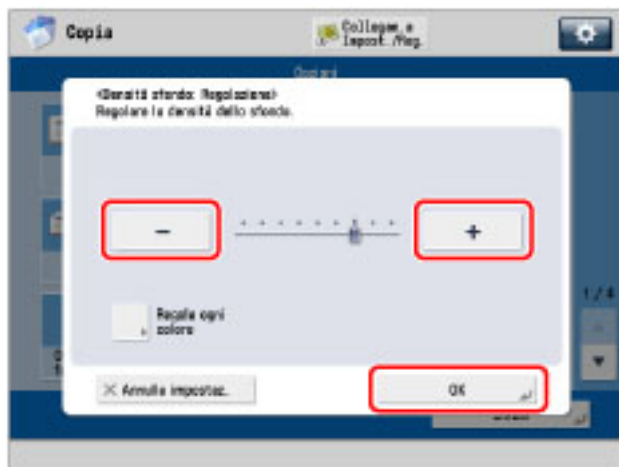 Copia
Collegam. a
Impost./Reg.
Opzioni
<Densità sfondo: Regolazione>
Regolare la densità dello sfondo.
-
+
Regola ogni
colore
1/4
Annulla impostaz.
OK